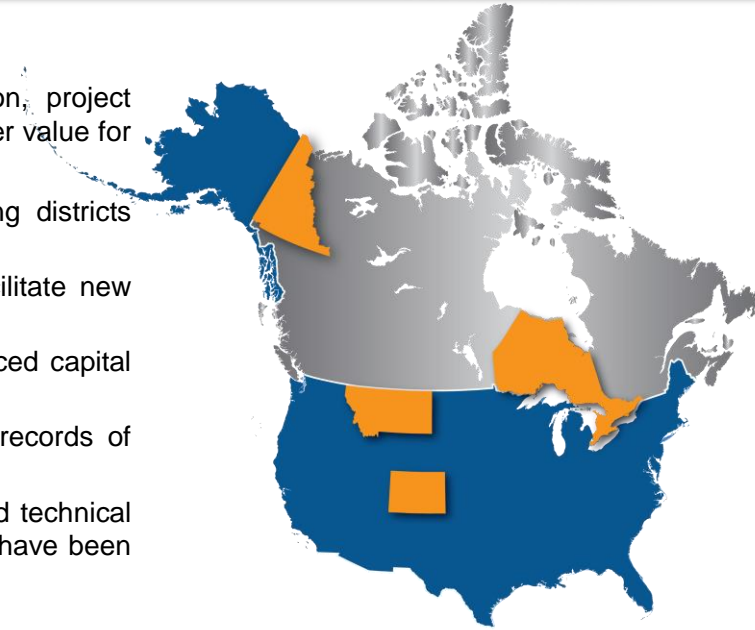 on, project
er value for
ng districts
ilitate new
ced capital
records of
d technical
have been